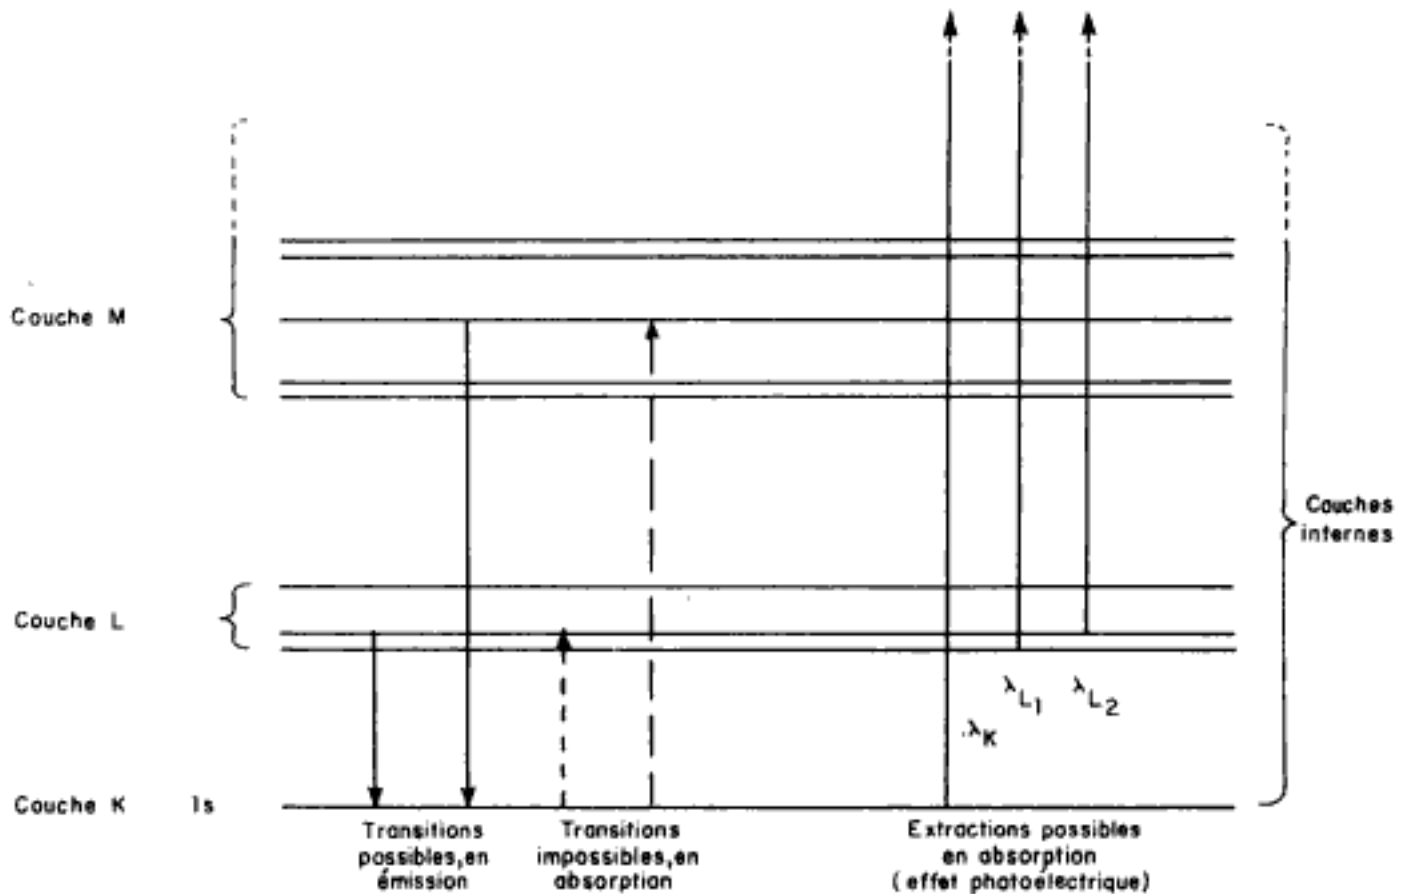 Couche M
Couches
internes
Couche L
λL1
λL2
λK
Couche K
1s
Transitions
possibles, en
émission
Transitions
impossibles, en
absorption
Extractions possibles
en absorption
( effet photoélectrique)